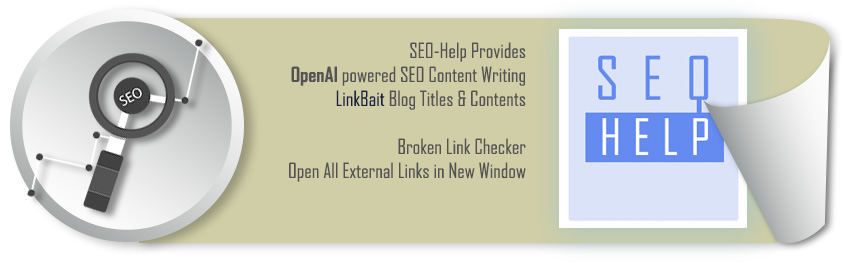 SEO
SEO-Help Provides
OpenAI powered SEO Content Writing
LinkBait Blog Titles & Contents
Broken Link Checker
Open All External Links in New Window
SEO
HELP